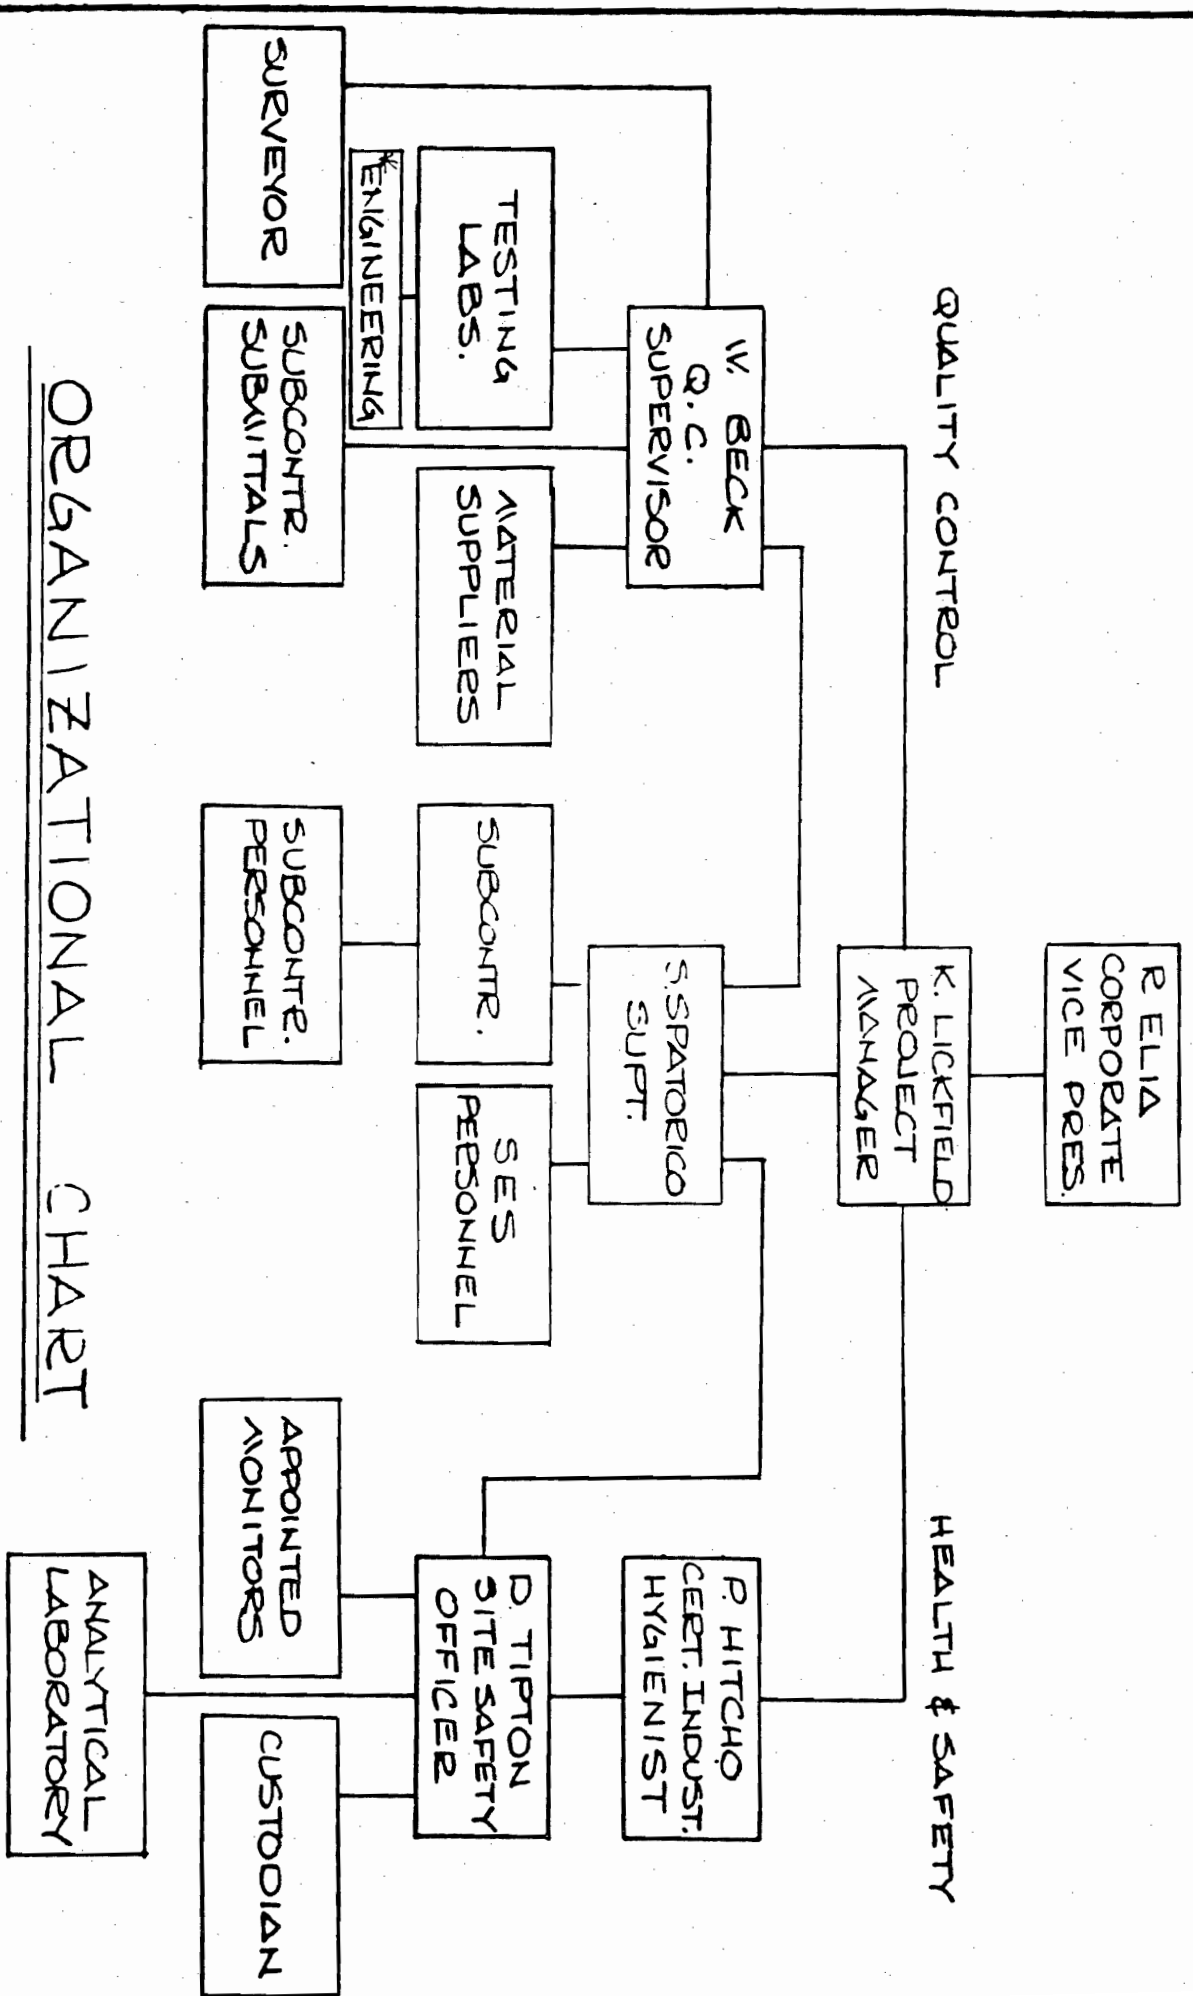 R ELIA
CORPORATE
VICE PRES.
QUALITY CONTROL
K. LICKFIELD
PROJECT
MANAGER
HEALTH & SAFETY
W. BECK
Q.C.
SUPERVISOR
S.SPATORICO
SUPT.
P. HITCHO
CERT. INDUST.
HYGIENIST
TESTING
LABS.
*ENGINEERING
MATERIAL
SUPPLIERS
SUBCONTR.
SES
PERSONNEL
D. TIPTON
SITE SAFETY
OFFICER
SURVEYOR
SUBCONTR.
SUBMITTALS
SUBCONTR.
PERSONNEL
APPOINTED
MONITORS
CUSTODIAN
ANALYTICAL
LABORATORY
ORGANIZATIONAL CHART